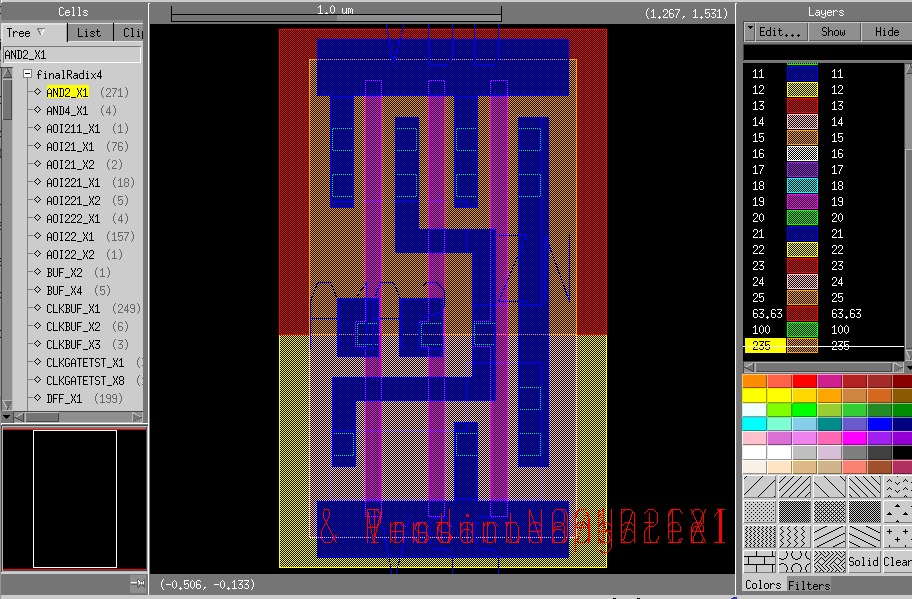 Cells
1.0 um
(1.267, 1.531)
Layers
Tree
List
Edit...
Show
Hide
AND2_X1
finalRadix4
AND2_X1 (271)
AND4_X1 (4)
AOI211_X1 (1)
AOI21_X1 (76)
AOI21_X2 (2)
AOI221_X1 (18)
AOI221_X2 (5)
AOI222_X1 (4)
AOI22_X1 (157)
AOI22_X2 (1)
BUF_X2 (1)
BUF_X4 (5)
CLKBUF_X1 (249)
CLKBUF_X2 (6)
CLKBUF_X3 (3)
CLKGATETST_X1
CLKGATETST_X8
DFF_X1 (199)
11 11
12 12
13 13
14 14
15 15
16 16
17 17
18 18
19 19
20 20
21 21
22 22
23 23
24 24
25 25
63.63 63.63
100 100
235 235
Solid
Clear
(-0.506, -0.133)
Colors
Filters